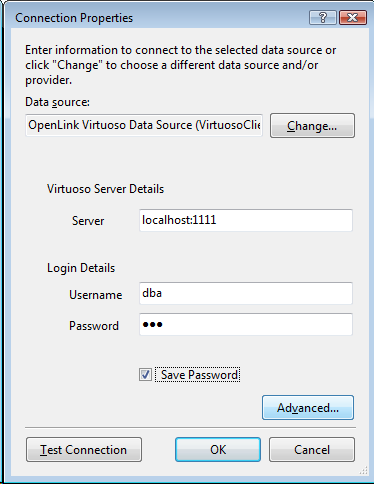 Connection Properties
Enter information to connect to the selected data source or
click "Change" to choose a different data source and/or
provider.
Data source:
OpenLink Virtuoso Data Source (VirtuosoClie
Change...
Virtuoso Server Details
Server
localhost:1111
Login Details
Username
dba
Password
●●●
Save Password
Advanced...
Test Connection
OK
Cancel